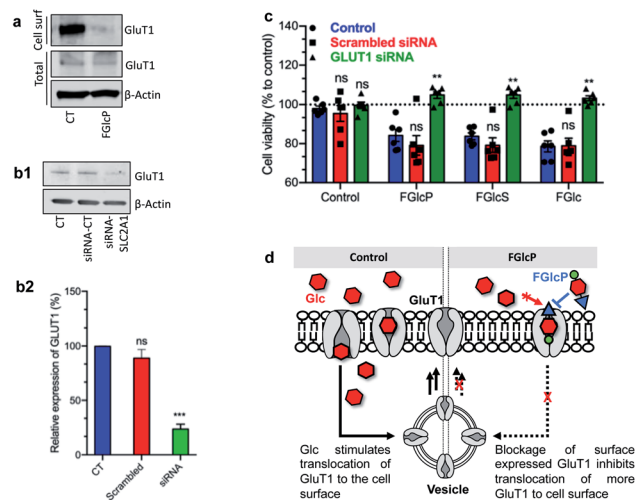 a
Cell surf
GluT1
Total
GluT1
β-Actin
CT
FGlcP
b1
GluT1
β-Actin
CT
siRNA-CT
siRNA-
SLC2A1
b2
Relative expression of GLUT1 (%)
150
100
50
0
ns
***
CT
Scrambled
siRNA
c
Cell viability (% to control)
140
120
100
80
60
Control
Scrambled siRNA
GLUT1 siRNA
ns
ns
**
ns
**
ns
**
Control
FGlcP
FGlcS
FGlc
d
Control
FGlcP
Glc
GluT1
FGlcP
Glc stimulates
translocation of
GluT1 to the cell
surface
Vesicle
Blockage of surface
expressed GluT1 inhibits
translocation of more
GluT1 to cell surface